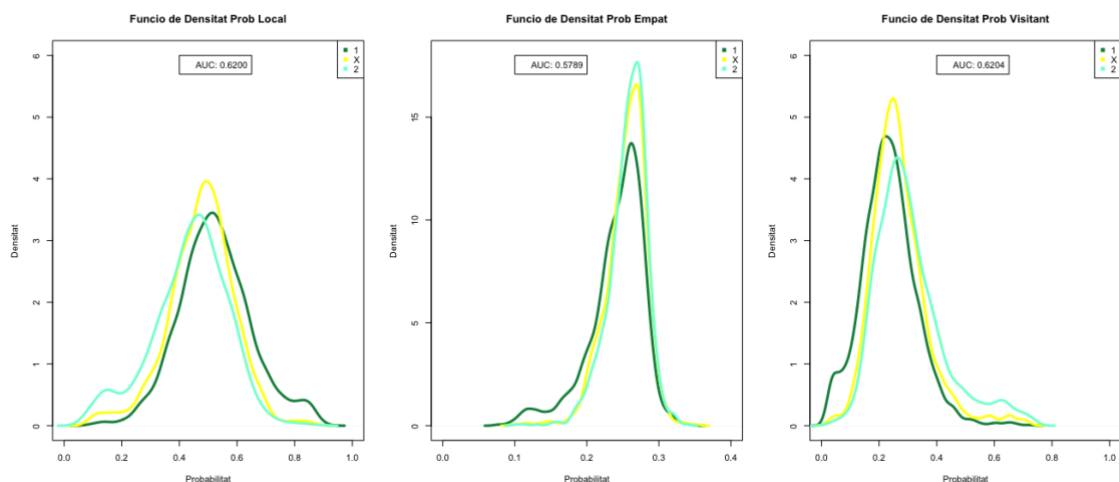 Funcio de Densitat Prob Local
AUC: 0.6200
1
X
2
Densitat
0
1
2
3
4
5
6
0.0 0.2 0.4 0.6 0.8 1.0
Probabilitat
Funcio de Densitat Prob Empat
AUC: 0.5789
1
X
2
Densitat
0
5
10
15
0.0 0.1 0.2 0.3 0.4
Probabilitat
Funcio de Densitat Prob Visitant
AUC: 0.6204
1
X
2
Densitat
0
1
2
3
4
5
6
0.0 0.2 0.4 0.6 0.8 1.0
Probabilitat